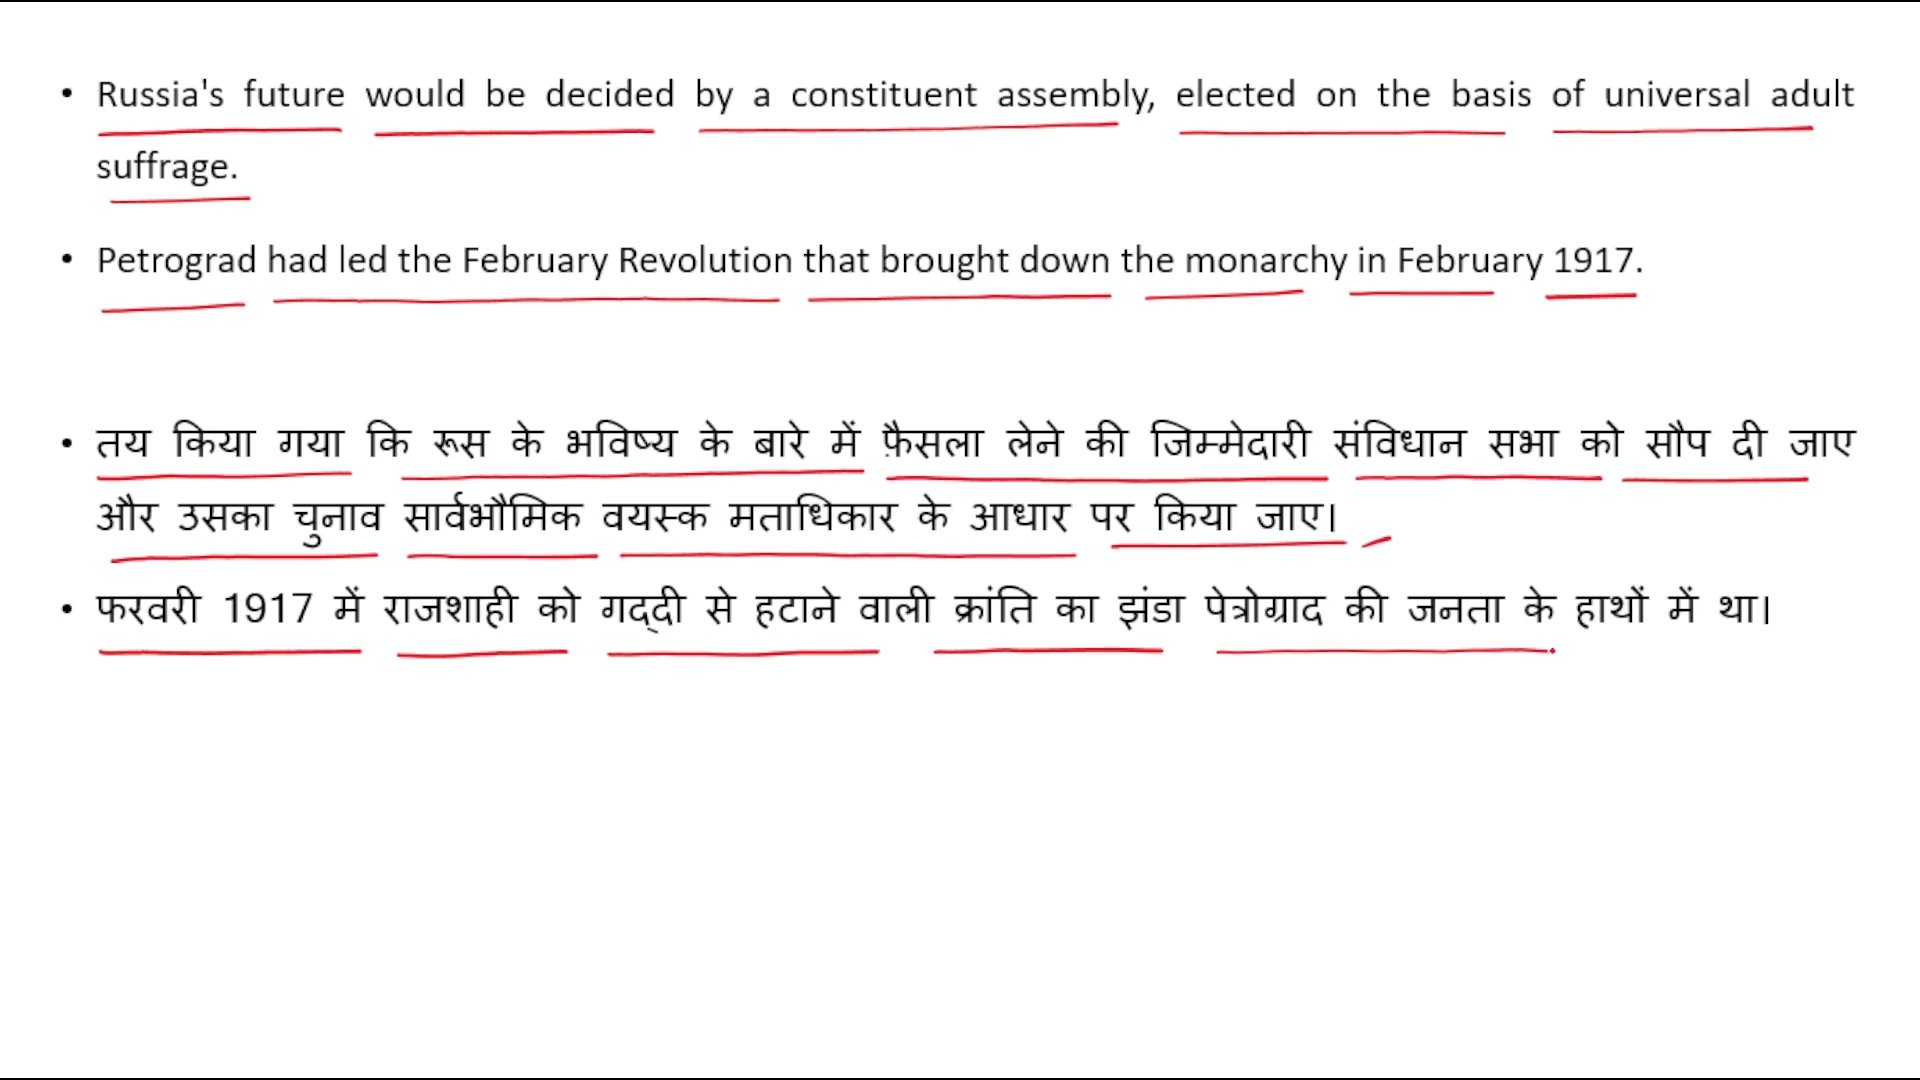 • Russia's future would be decided by a constituent assembly, elected on the basis of universal adult
suffrage.
• Petrograd had led the February Revolution that brought down the monarchy in February 1917.
• तय किया गया कि रूस के भविष्य के बारे में फ़ैसला लेने की जिम्मेदारी संविधान सभा को सौप दी जाए
और उसका चुनाव सार्वभौमिक वयस्क मताधिकार के आधार पर किया जाए।
• फरवरी 1917 में राजशाही को गद्दी से हटाने वाली क्रांति का झंडा पेत्रोग्राद की जनता के हाथों में था।